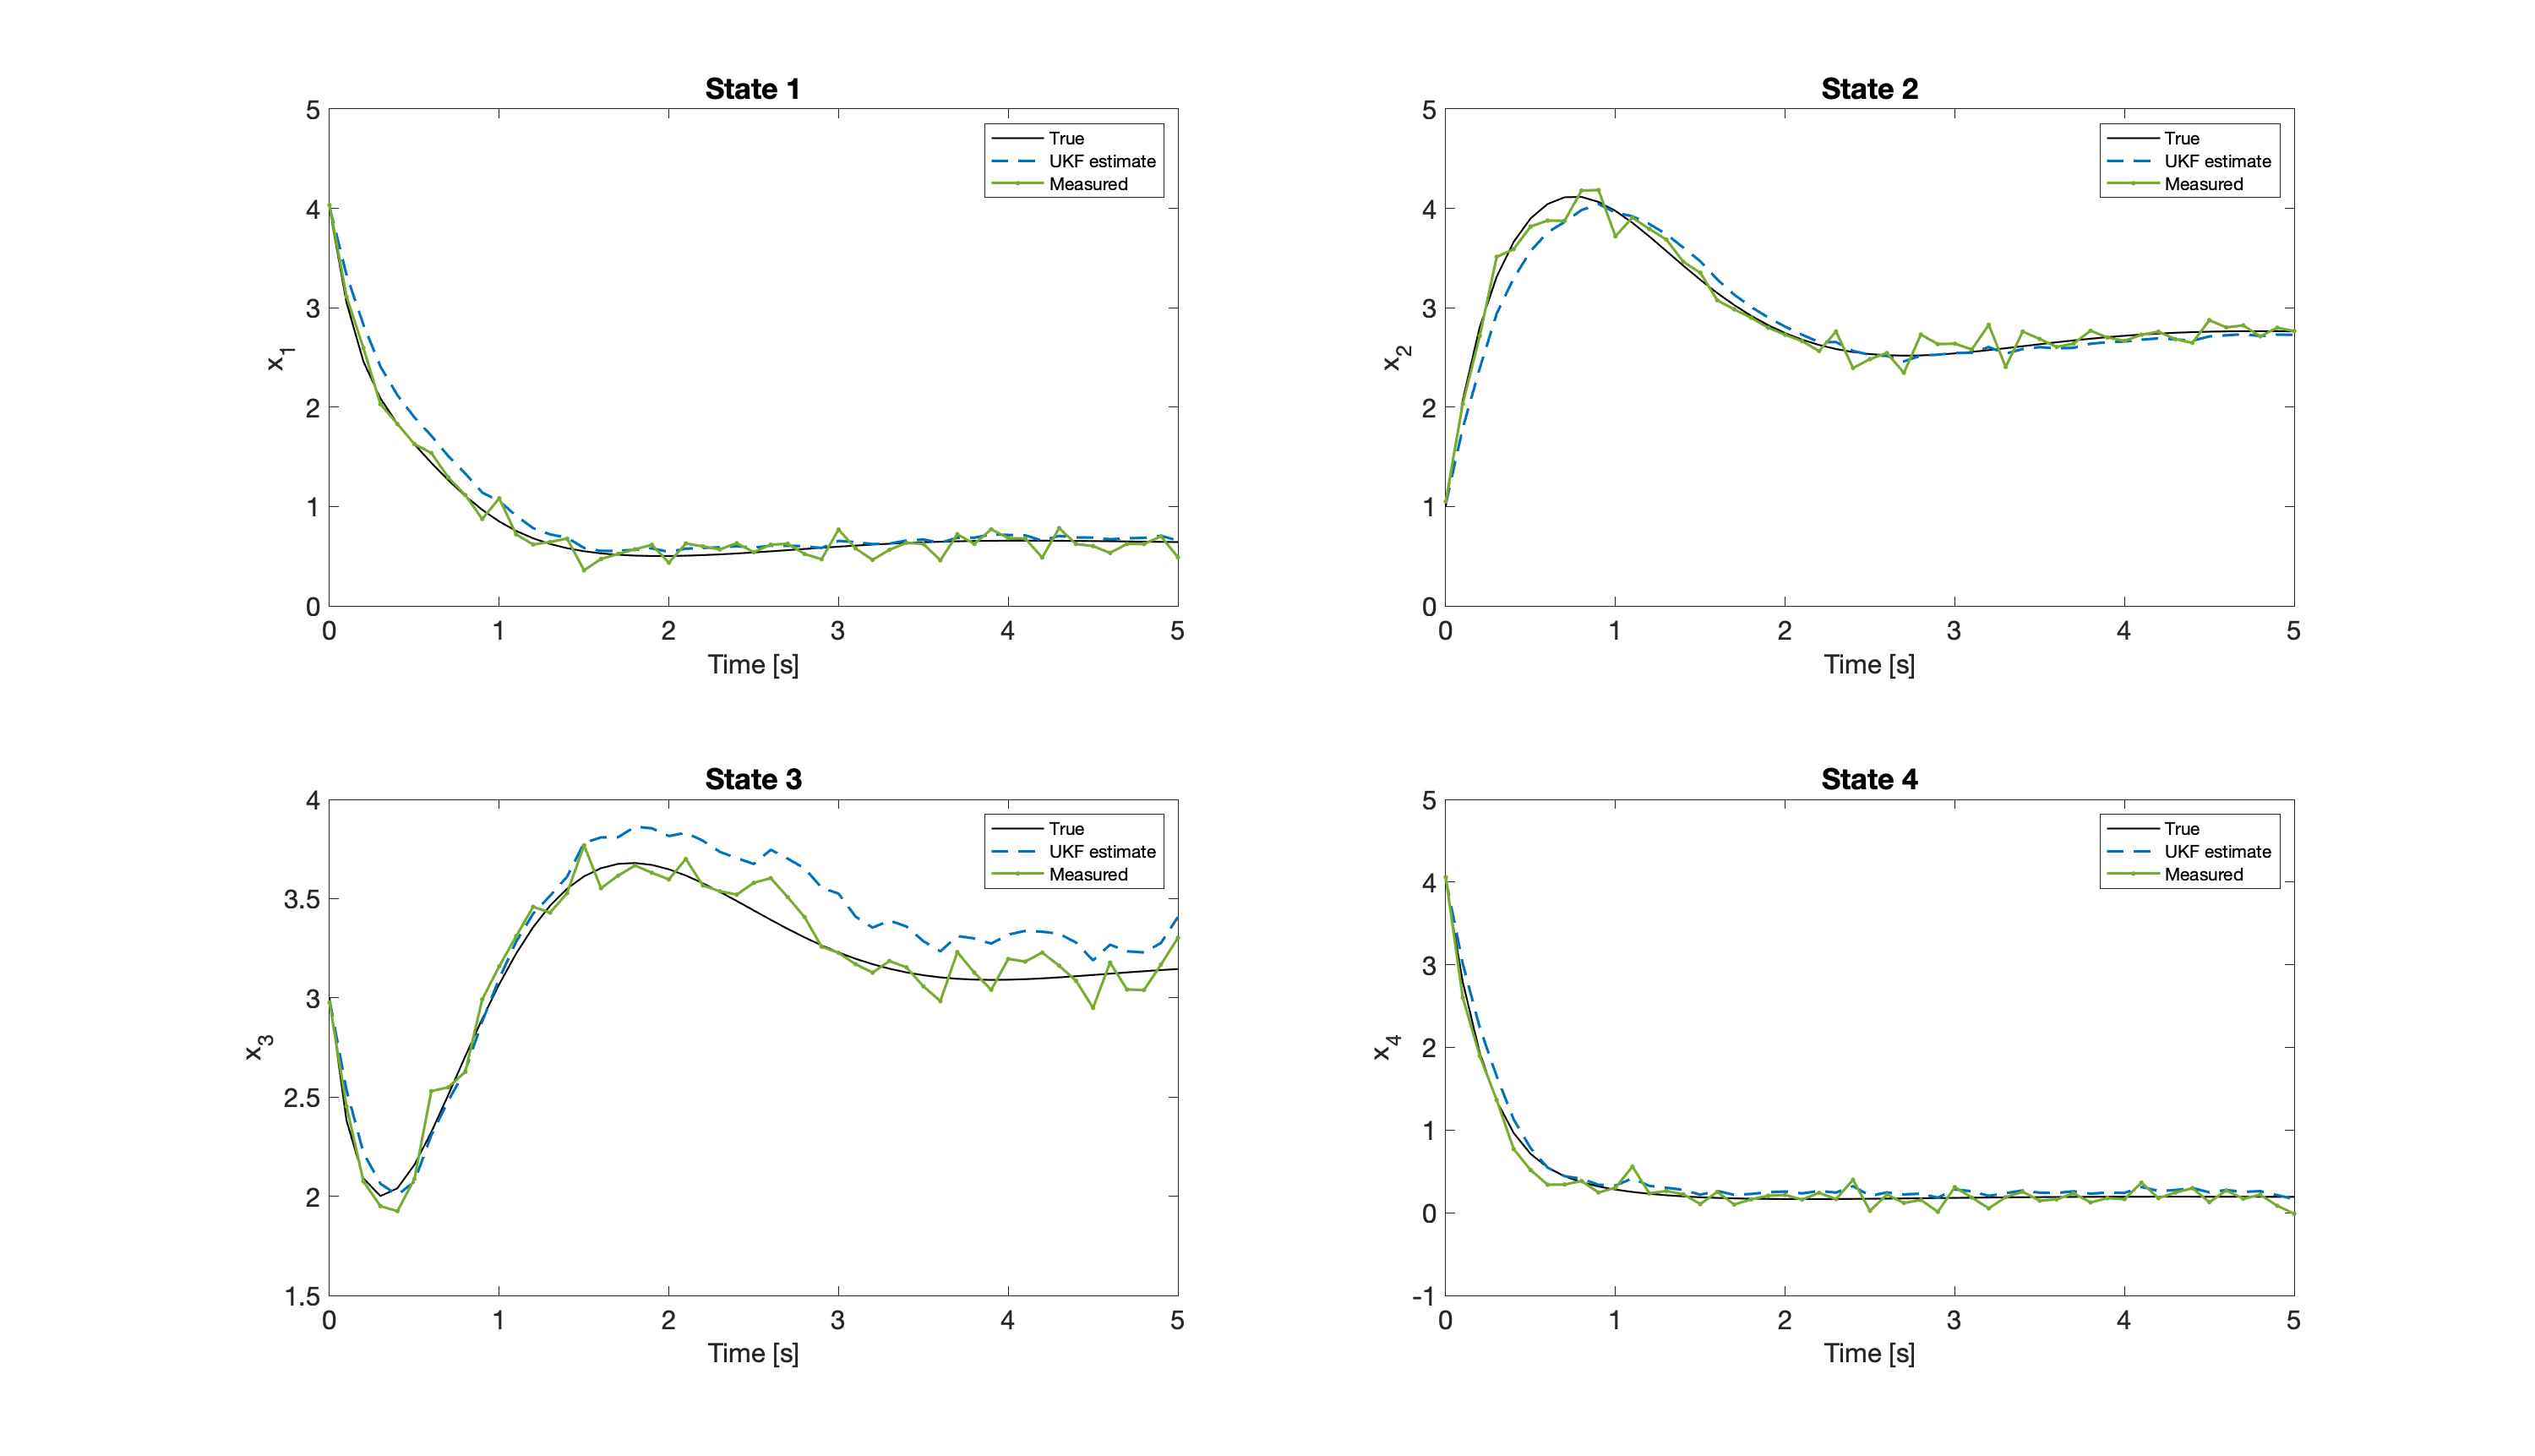 State 1
5
4
3
2
1
0
x1
0 1 2 3 4 5
Time [s]
True
UKF estimate
Measured
State 2
5
4
3
2
1
0
x2
0 1 2 3 4 5
Time [s]
True
UKF estimate
Measured
State 3
4
3.5
3
2.5
2
1.5
x3
0 1 2 3 4 5
Time [s]
True
UKF estimate
Measured
State 4
5
4
3
2
1
0
-1
x4
0 1 2 3 4 5
Time [s]
True
UKF estimate
Measured